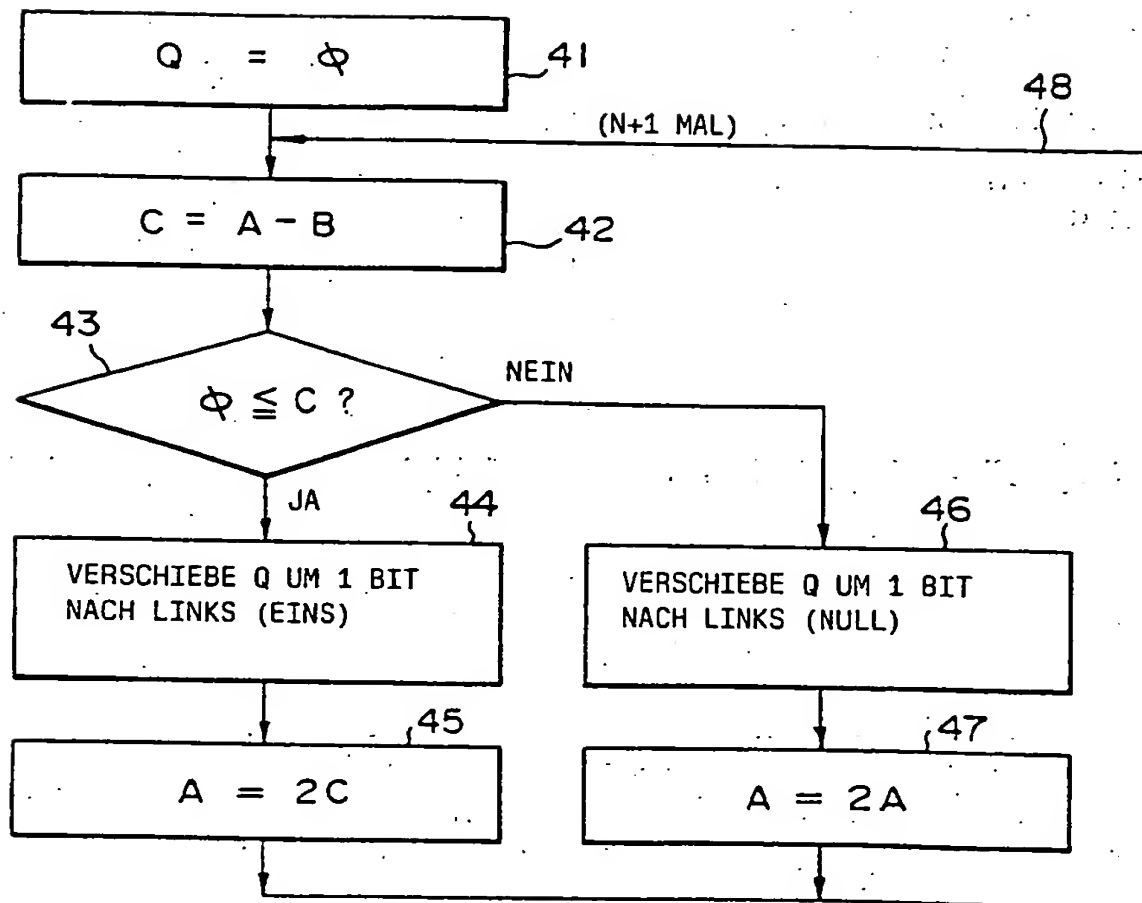 Q = Φ
41
48
(N+1 MAL)
C = A - B
42
43
Φ ≦ C ?
NEIN
JA
44
VERSCHIEBE Q UM 1 BIT
NACH LINKS (EINS)
46
VERSCHIEBE Q UM 1 BIT
NACH LINKS (NULL)
45
A = 2C
47
A = 2A